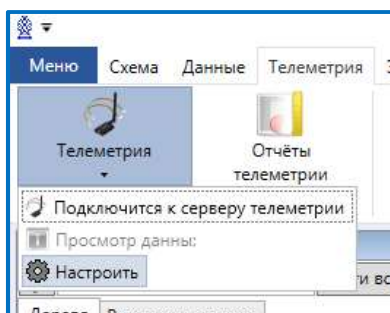 Меню Схема Данные Телеметрия
Телеметрия
Отчёты
телеметрии
Подключится к серверу телеметрии
Просмотр данны:
Настроить